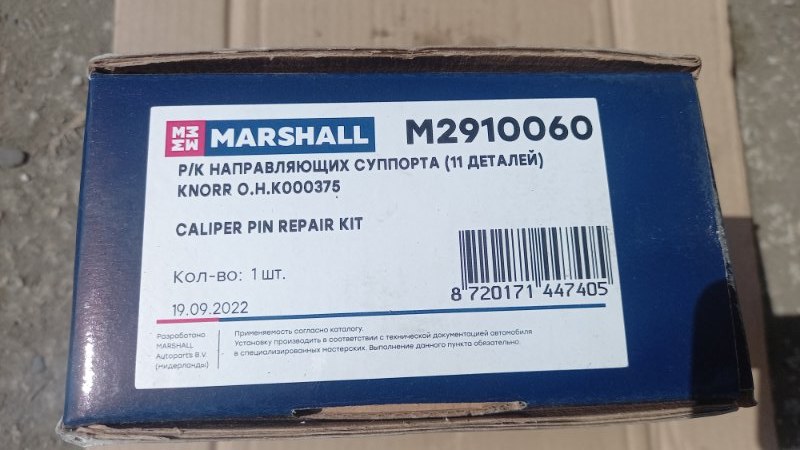 MARSHALL M2910060
Р/К НАПРАВЛЯЮЩИХ СУППОРТА (11 ДЕТАЛЕЙ)
KNORR O.H.K000375
CALIPER PIN REPAIR KIT
Кол-во: 1 шт.
8 720171 447405
19.09.2022
Разработано
MARSHALL
Autoparts B.V.
(Нидерланды)
Применяемость согласно каталогу.
Установку производить в соответствии с технической документацией автомобиля
в специализированных мастерских. Выполнение данного пункта обязательно.